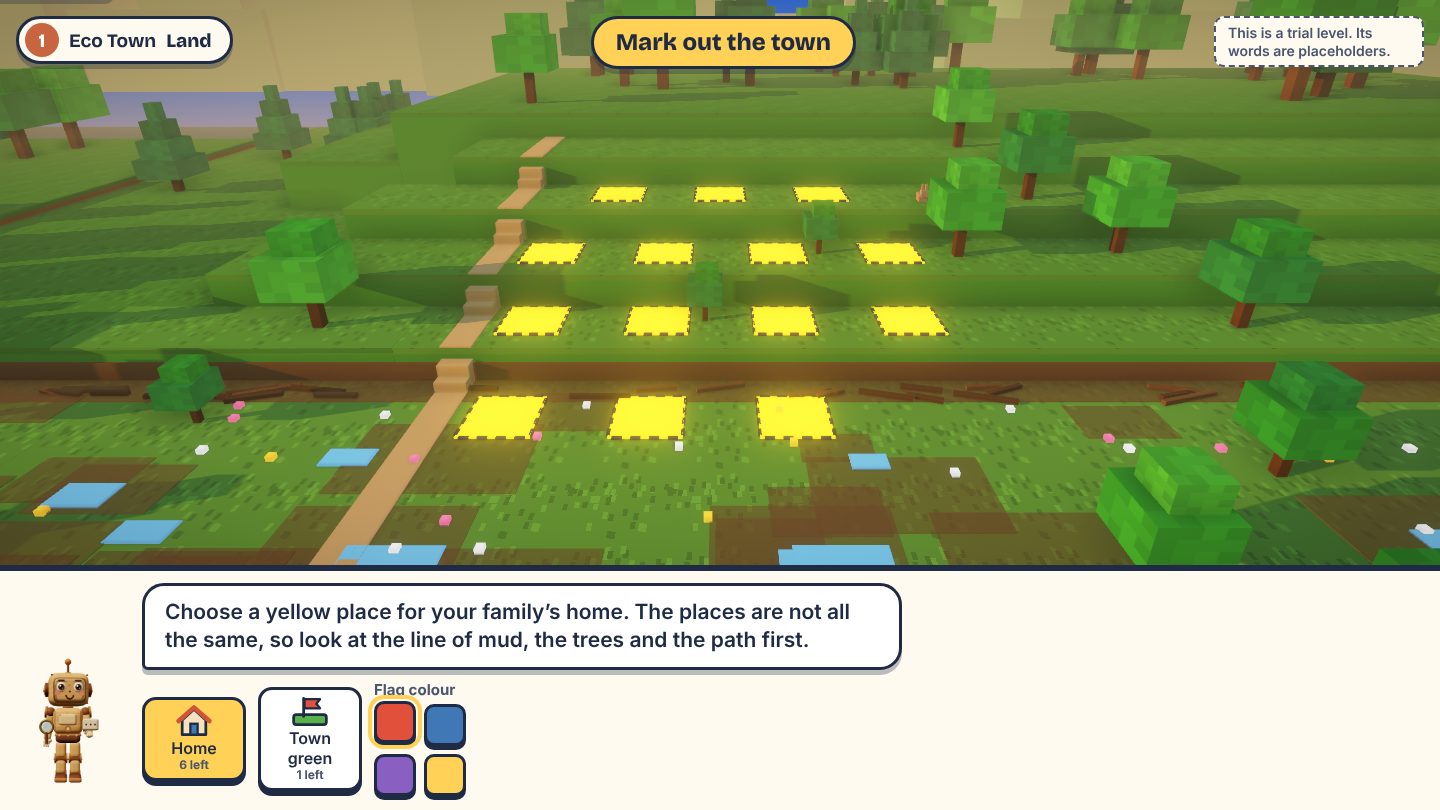 1 Eco Town Land
Mark out the town
This is a trial level. Its
words are placeholders.
Choose a yellow place for your family’s home. The places are not all
the same, so look at the line of mud, the trees and the path first.
Flag colour
Home
6 left
Town
green
1 left